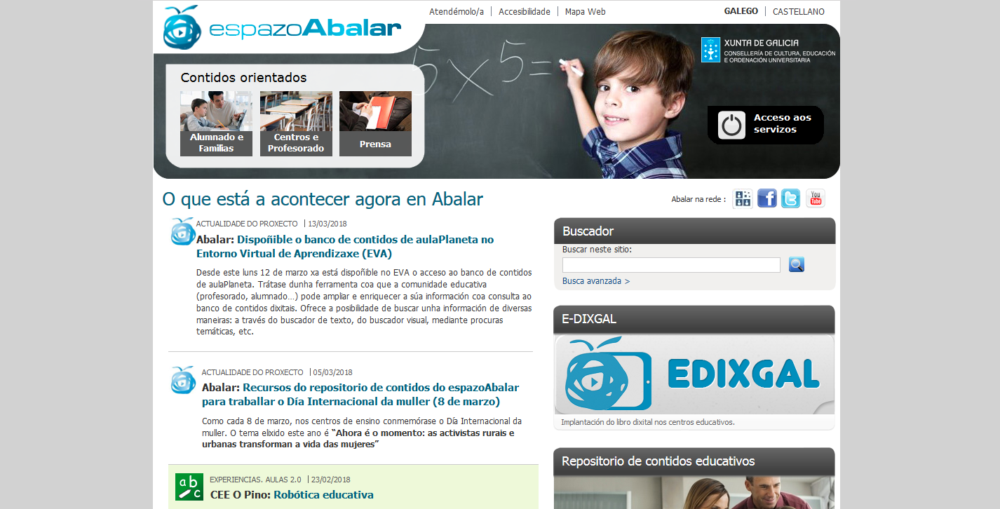 espazoAbalar
Atendémolo/a
Accesibilidade
Mapa Web
GALEGO
CASTELLANO
5x5=
XUNTA DE GALICIA
CONSELLERÍA DE CULTURA, EDUCACIÓN
E ORDENACIÓN UNIVERSITARIA
Contidos orientados
Alumnado e
Familias
Centros e
Profesorado
Prensa
Acceso aos
servizos
O que está a acontecer agora en Abalar
Abalar na rede :
You
Tube
ACTUALIDADE DO PROXECTO | 13/03/2018
Abalar: Dispoñible o banco de contidos de aulaPlaneta no
Entorno Virtual de Aprendizaxe (EVA)
Desde este luns 12 de marzo xa está dispoñible no EVA o acceso ao banco de contidos
de aulaPlaneta. Trátase dunha ferramenta coa que a comunidade educativa
(profesorado, alumnado…) pode ampliar e enriquecer a súa información coa consulta ao
banco de contidos dixitais. Ofrece a posibilidade de buscar unha información de diversas
maneiras: a través do buscador de texto, do buscador visual, mediante procuras
temáticas, etc.
ACTUALIDADE DO PROXECTO | 05/03/2018
Abalar: Recursos do repositorio de contidos do espazoAbalar
para traballar o Día Internacional da muller (8 de marzo)
Como cada 8 de marzo, nos centros de ensino conmemórase o Día Internacional da
muller. O tema elixido este ano é “Ahora é o momento: as activistas rurais e
urbanas transforman a vida das mujeres”
abc
EXPERIENCIAS. AULAS 2.0 | 23/02/2018
CEE O Pino: Robótica educativa
Buscador
Buscar neste sitio:
Busca avanzada >
E-DIXGAL
EDIXGAL
Implantación do libro dixital nos centros educativos.
Repositorio de contidos educativos